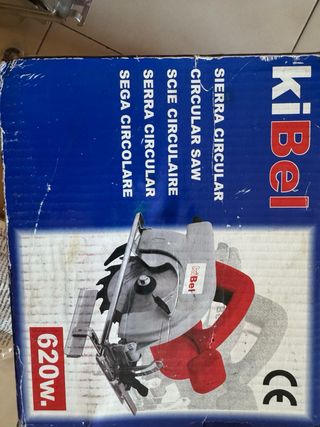 kiBel
SIERRA CIRCULAR
CIRCULAR SAW
SCIE CIRCULAIRE
SERRA CIRCULAR
SEGA CIRCOLARE
kiBel
620w.
CE